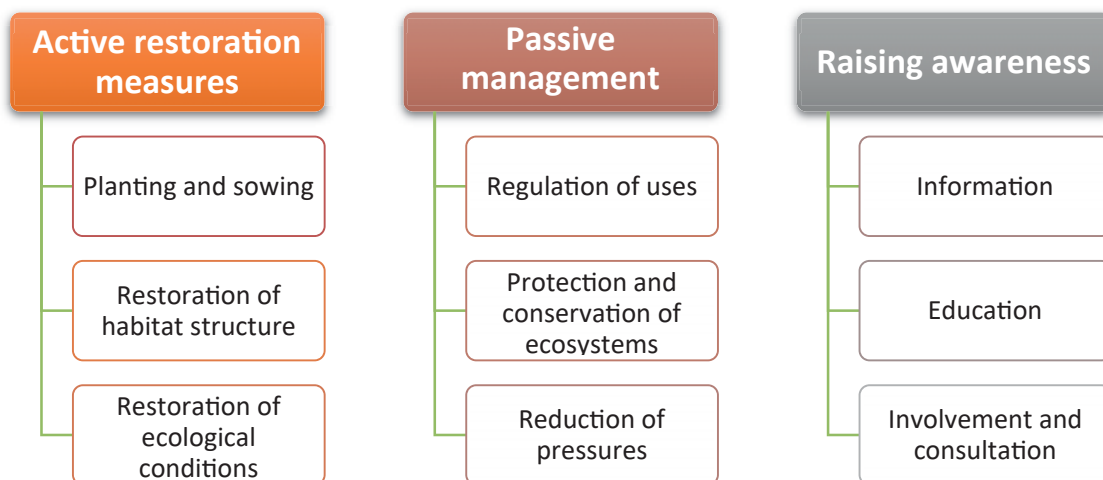 Active restoration
measures
Planting and sowing
Restoration of
habitat structure
Restoration of
ecological
conditions
Passive
management
Regulation of uses
Protection and
conservation of
ecosystems
Reduction of
pressures
Raising awareness
Information
Education
Involvement and
consultation